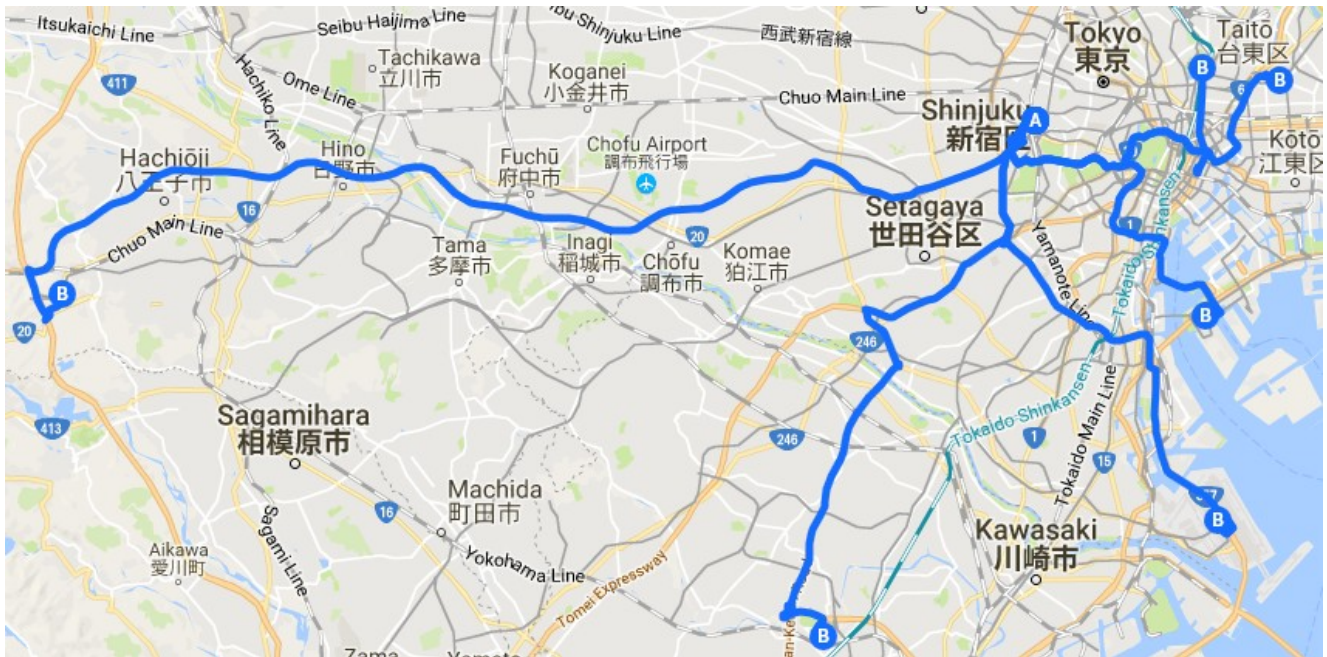 Itsukaichi Line
Seibu Haijima Line
Shinjuku Line
西武新宿線
Tokyo
東京
Taitō
台東区
B
B
6
411
Hachiko Line
Ome Line
Tachikawa
立川市
Koganei
小金井市
Chuo Main Line
Shinjuku
新宿区
A
Kōtō
江東区
Hachiōji
八王子市
Hino
日野市
Fuchū
府中市
Chofu Airport
調布飛行場
16
Chuo Main Line
Tama
多摩市
Inagi
稲城市
20
Chōfu
調布市
Komae
狛江市
Setagaya
世田谷区
Yamanote Line
1
Tokaido Shinkansen
B
20
B
246
413
Sagamihara
相模原市
246
Tokaido Shinkansen
1
Tokaido Main Line
15
Machida
町田市
16
Sagami Line
Yokohama Line
Aikawa
愛川町
Tomei Expressway
Kawasaki
川崎市
B
B
Zama